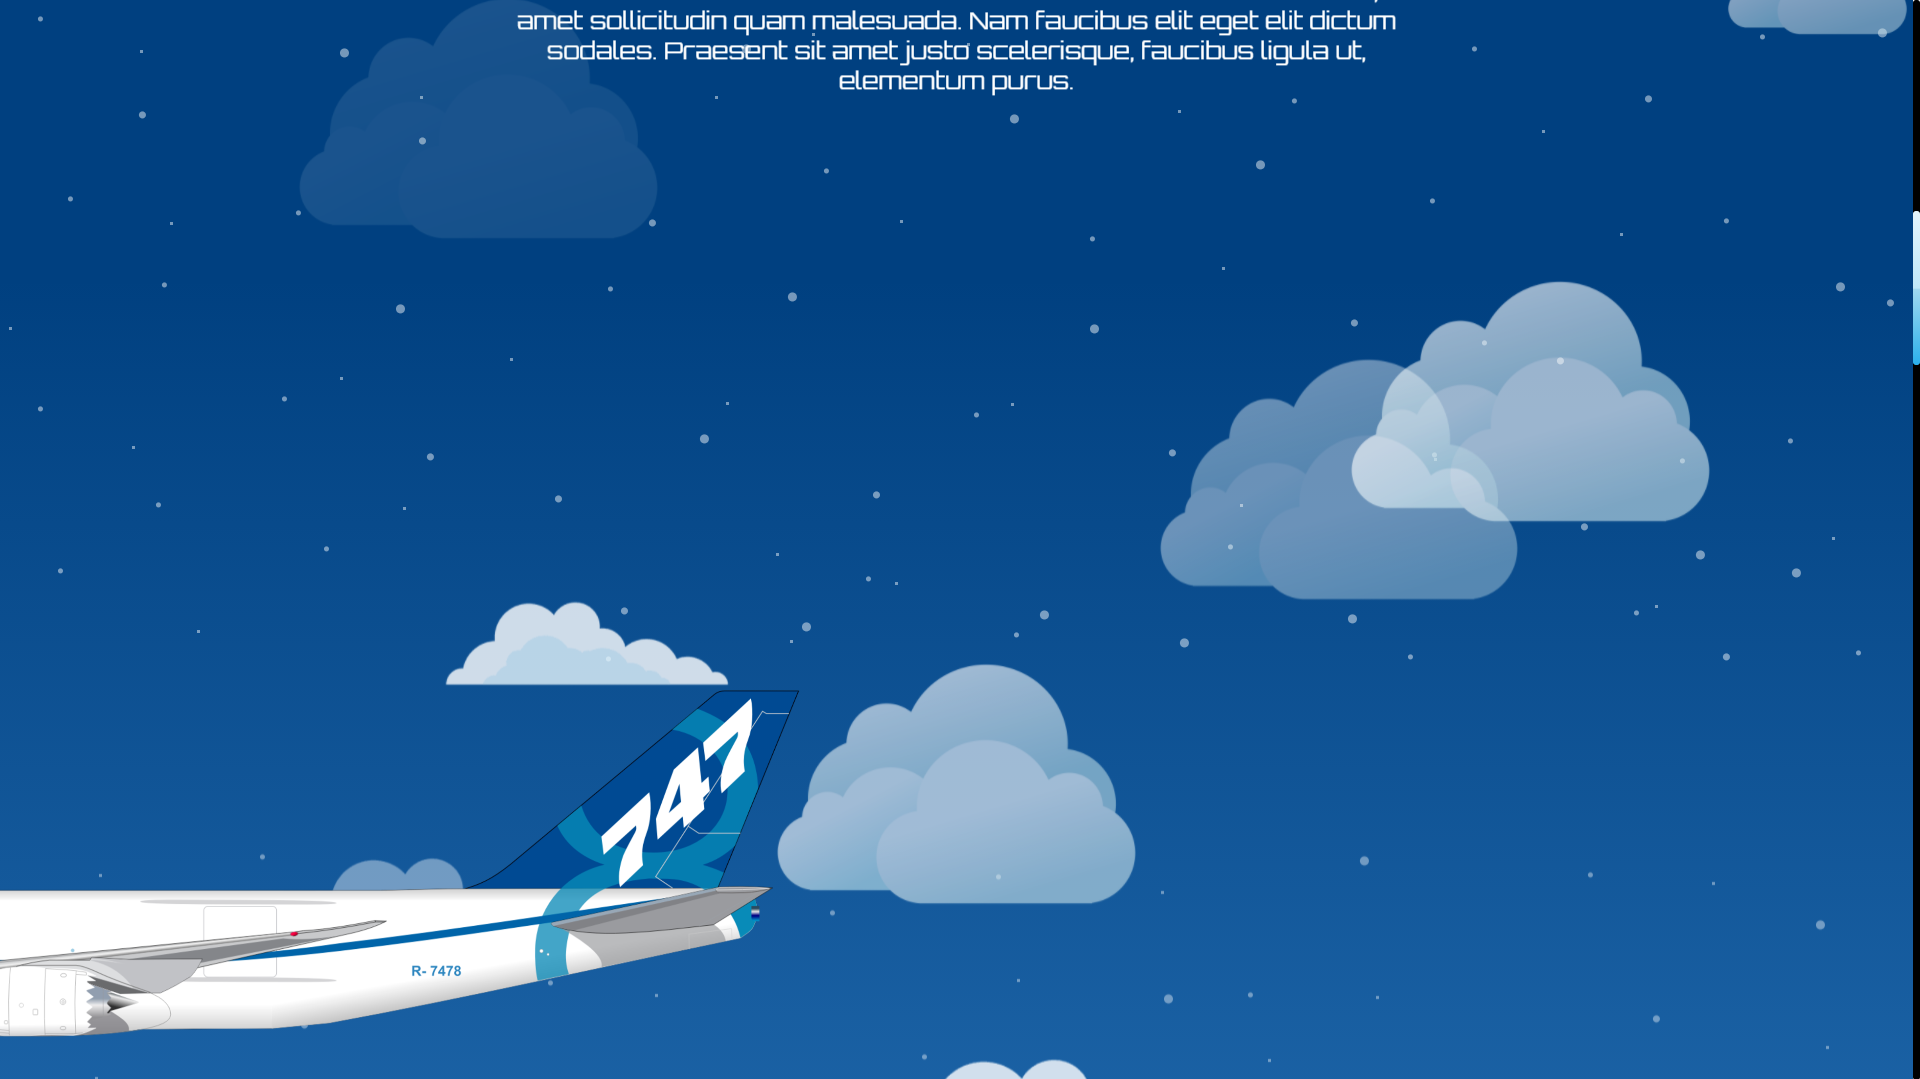 amet sollicitudin quam malesuada. Nam faucibus elit eget elit dictum
sodales. Praesent sit amet justo scelerisque, faucibus ligula ut,
elementum purus.
747
R- 7478